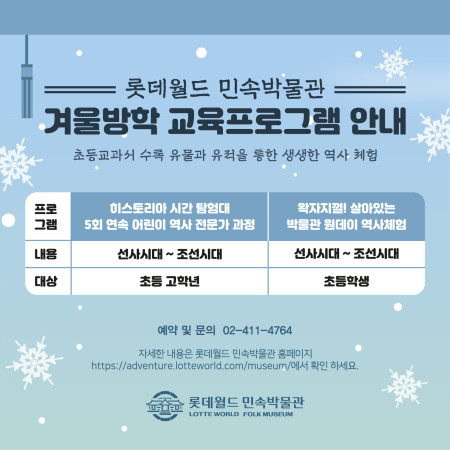 롯데월드 민속박물관
겨울방학 교육프로그램 안내
초등교과서 수록 유물과 유적을 통한 생생한 역사 체험
프로그램
히스토리아 시간 탐험대
5회 연속 어린이 역사 전문가 과정
왁자지껄! 살아있는
박물관 원데이 역사체험
내용
선사시대 ~ 조선시대
선사시대 ~ 조선시대
대상
초등 고학년
초등학생
예약 및 문의 02-411-4764
자세한 내용은 롯데월드 민속박물관 홈페이지
https://adventure.lotteworld.com/museum/에서 확인 하세요.
롯데월드 민속박물관
LOTTE WORLD FOLK MUSEUM